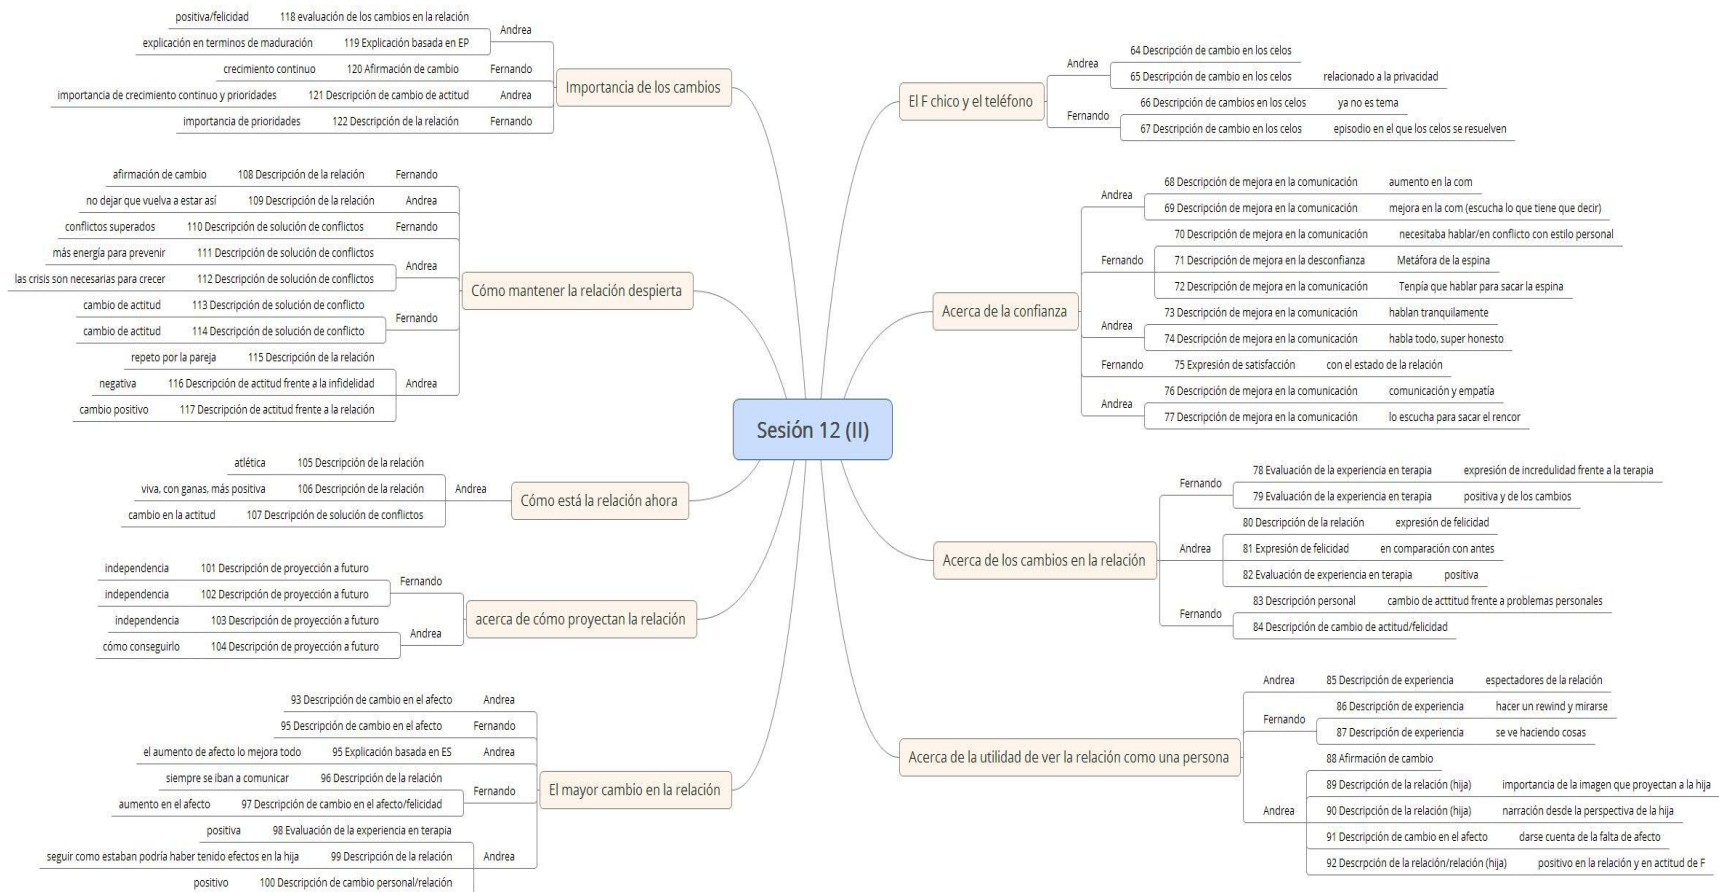 Sesión 12 (II)
El F chico y el teléfono
Andrea
64 Descripción de cambio en los celos
65 Descripción de cambio en los celos relacionado a la privacidad
Fernando
66 Descripción de cambios en los celos ya no es tema
67 Descripción de cambio en los celos episodio en el que los celos se resuelven
Acerca de la confianza
Andrea
68 Descripción de mejora en la comunicación aumento en la com
69 Descripción de mejora en la comunicación mejora en la com (escucha lo que tiene que decir)
Fernando
70 Descripción de mejora en la comunicación necesitaba hablar/en conflicto con estilo personal
71 Descripción de mejora en la desconfianza Metáfora de la espina
72 Descripción de mejora en la comunicación Tenpía que hablar para sacar la espina
Andrea
73 Descripción de mejora en la comunicación hablan tranquilamente
74 Descripción de mejora en la comunicación habla todo, super honesto
Fernando
75 Expresión de satisfacción con el estado de la relación
Andrea
76 Descripción de mejora en la comunicación comunicación y empatía
77 Descripción de mejora en la comunicación lo escucha para sacar el rencor
Acerca de los cambios en la relación
Fernando
78 Evaluación de la experiencia en terapia expresión de incredulidad frente a la terapia
79 Evaluación de la experiencia en terapia positiva y de los cambios
Andrea
80 Descripción de la relación expresión de felicidad
81 Expresión de felicidad en comparación con antes
82 Evaluación de experiencia en terapia positiva
Fernando
83 Descripción personal cambio de acttitud frente a problemas personales
84 Descripción de cambio de actitud/felicidad
Acerca de la utilidad de ver la relación como una persona
Andrea
85 Descripción de experiencia espectadores de la relación
Fernando
86 Descripción de experiencia hacer un rewind y mirarse
87 Descripción de experiencia se ve haciendo cosas
Andrea
88 Afirmación de cambio
89 Descripción de la relación (hija) importancia de la imagen que proyectan a la hija
90 Descripción de la relación (hija) narración desde la perspectiva de la hija
91 Descripción de cambio en el afecto darse cuenta de la falta de afecto
92 Descrpción de la relación/relación (hija) positivo en la relación y en actitud de F
El mayor cambio en la relación
Andrea
93 Descripción de cambio en el afecto
Fernando
95 Descripción de cambio en el afecto
Andrea
el aumento de afecto lo mejora todo 95 Explicación basada en ES
Fernando
siempre se iban a comunicar 96 Descripción de la relación
aumento en el afecto 97 Descripción de cambio en el afecto/felicidad
Andrea
positiva 98 Evaluación de la experiencia en terapia
seguir como estaban podría haber tenido efectos en la hija 99 Descripción de la relación
positivo 100 Descripción de cambio personal/relación
acerca de cómo proyectan la relación
Fernando
independencia 101 Descripción de proyección a futuro
independencia 102 Descripción de proyección a futuro
Andrea
independencia 103 Descripción de proyección a futuro
cómo conseguirlo 104 Descripción de proyección a futuro
Cómo está la relación ahora
Andrea
atlética 105 Descripción de la relación
viva, con ganas, más positiva 106 Descripción de la relación
cambio en la actitud 107 Descripción de solución de conflictos
Cómo mantener la relación despierta
Fernando
afirmación de cambio 108 Descripción de la relación
Andrea
no dejar que vuelva a estar así 109 Descripción de la relación
Fernando
conflictos superados 110 Descripción de solución de conflictos
Andrea
más energía para prevenir 111 Descripción de solución de conflictos
las crisis son necesarias para crecer 112 Descripción de solución de conflictos
Fernando
cambio de actitud 113 Descripción de solución de conflicto
cambio de actitud 114 Descripción de solución de conflicto
Andrea
repeto por la pareja 115 Descripción de la relación
negativa 116 Descripción de actitud frente a la infidelidad
cambio positivo 117 Descripción de actitud frente a la relación
Importancia de los cambios
Andrea
positiva/felicidad 118 evaluación de los cambios en la relación
explicación en terminos de maduración 119 Explicación basada en EP
Fernando
crecimiento continuo 120 Afirmación de cambio
Andrea
importancia de crecimiento continuo y prioridades 121 Descripción de cambio de actitud
Fernando
importancia de prioridades 122 Descripción de la relación